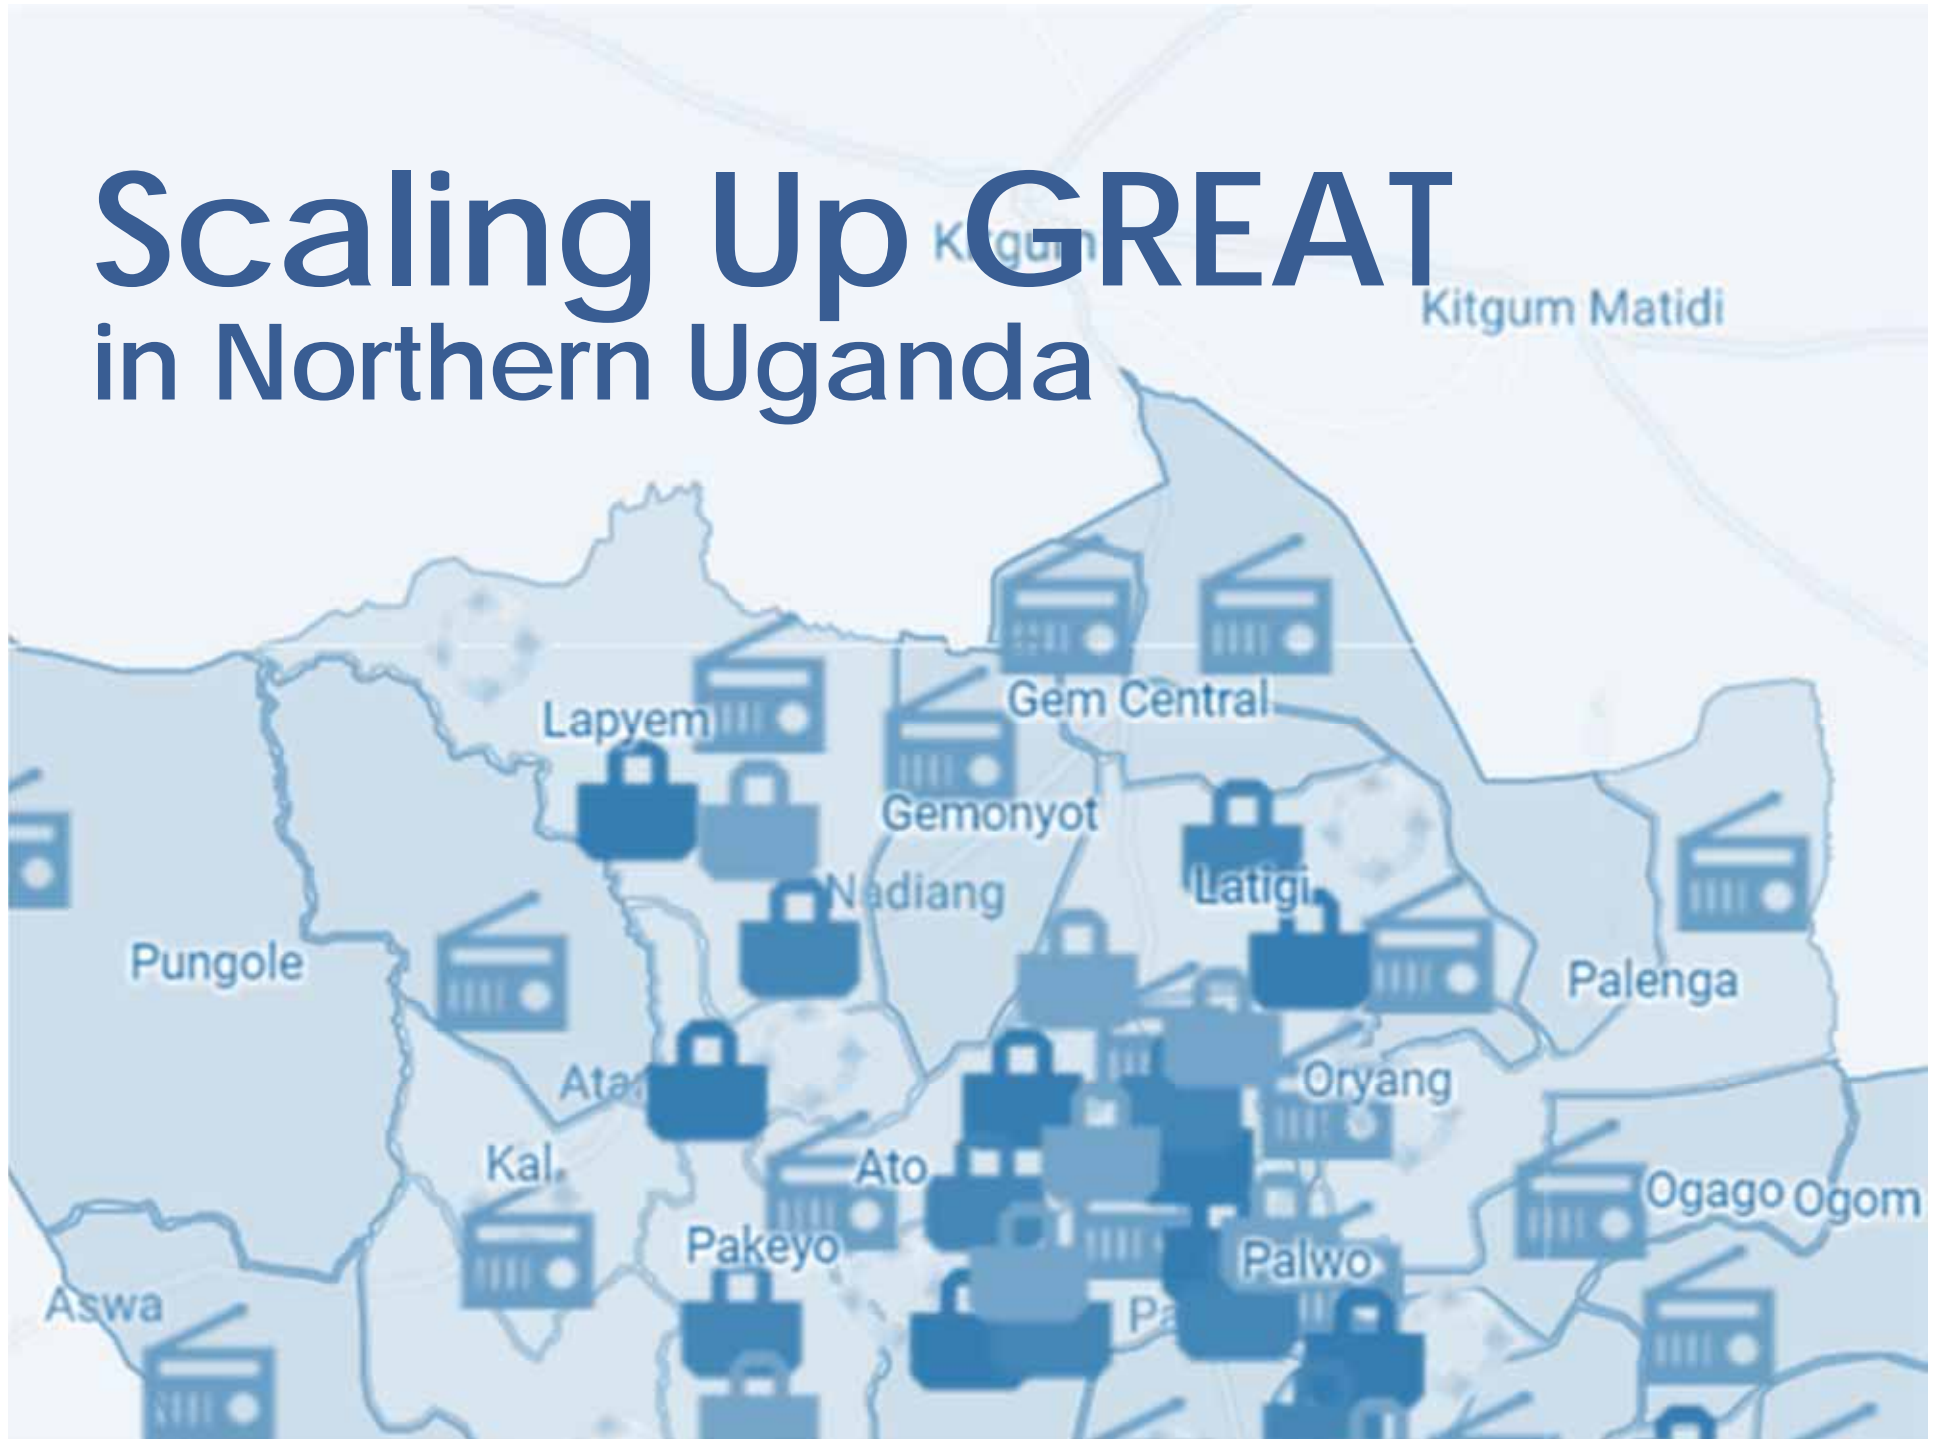 Scaling Up GREAT
in Northern Uganda
Kitgum Matidi
Gem Central
Lapyem
Gemonyot
Nadiang
Latigi
Pungole
Palenga
Oryang
Kal
Ato
Ogago
Ogom
Pakeyo
Palwo
Aswa